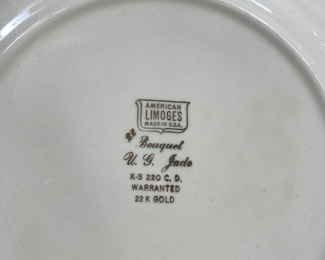 AMERICAN
LIMOGES
MADE IN U.S.A.
Bouquet
U. G. Jade
K-S 220 C. D.
WARRANTED
22 K GOLD